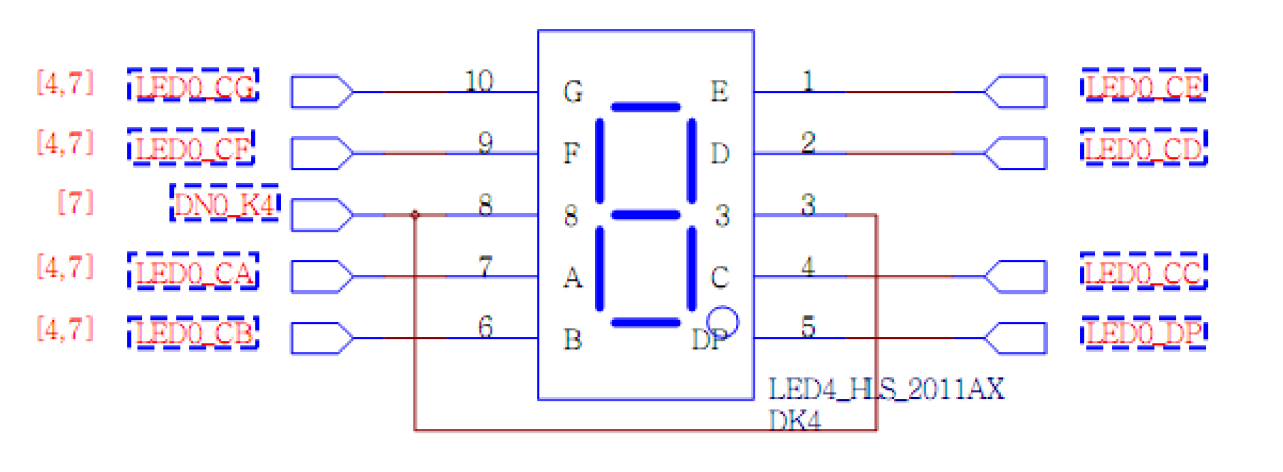 [4,7] LED0_CG 10 G E 1 LED0_CE
[4,7] LED0_CF 9 F D 2 LED0_CD
[7] DN0_K4 8 8 3 3
[4,7] LED0_CA 7 A C 4 LED0_CC
[4,7] LED0_CB 6 B DP 5 LED0_DP
LED4_HLS_2011AX
DK4